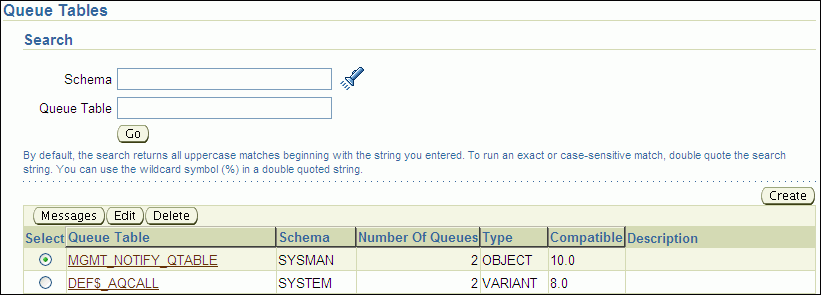 Queue Tables
Search
Schema
Queue Table
Go
By default, the search returns all uppercase matches beginning with the string you entered. To run an exact or case-sensitive match, double quote the search
string. You can use the wildcard symbol (%) in a double quoted string.
Create
Messages Edit Delete
Select Queue Table Schema Number Of Queues Type Compatible Description
MGMT_NOTIFY_QTABLE SYSMAN 2 OBJECT 10.0
DEF$_AQCALL SYSTEM 2 VARIANT 8.0